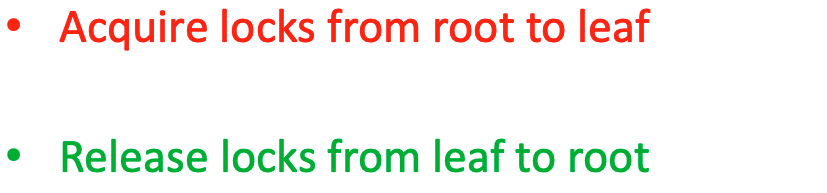 • Acquire locks from root to leaf
• Release locks from leaf to root